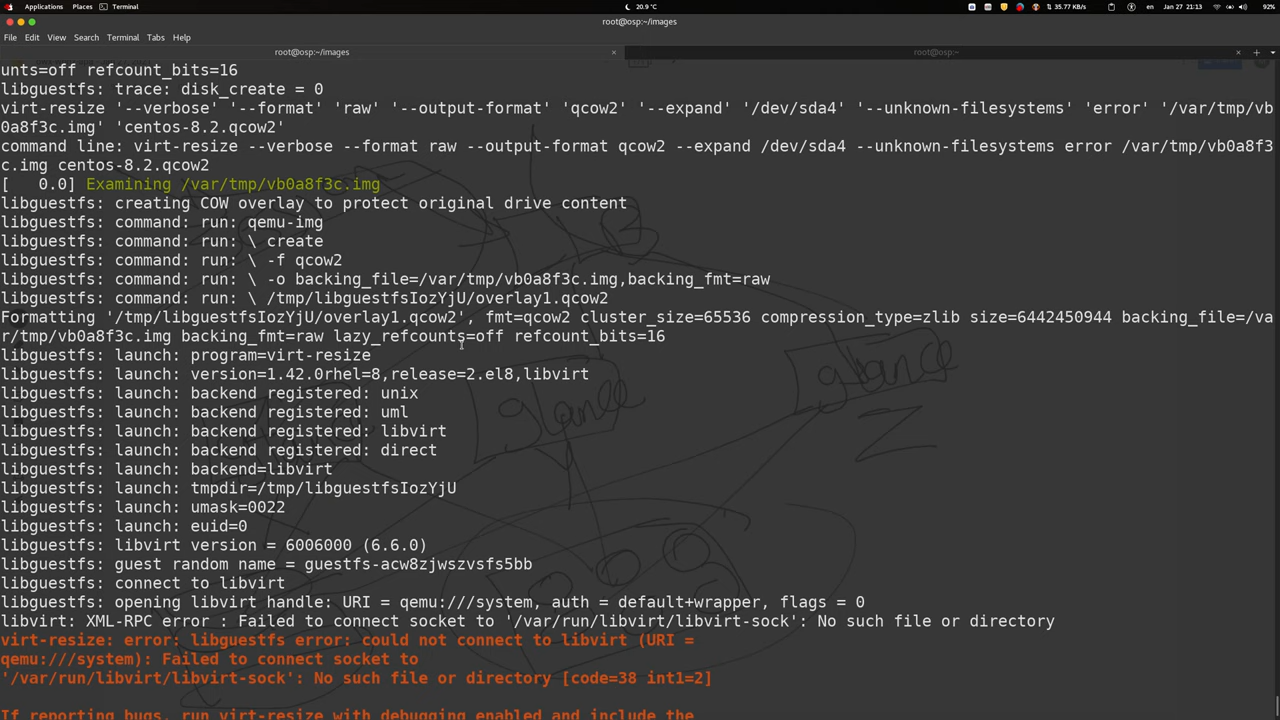 Applications Places Terminal 20.9 °C 35.77 KB/s en Jan 27 21:13 92%
root@osp:~/images
File Edit View Search Terminal Tabs Help
root@osp:~/images × root@osp:~ ×
unts=off refcount_bits=16
libguestfs: trace: disk_create = 0
virt-resize '--verbose' '--format' 'raw' '--output-format' 'qcow2' '--expand' '/dev/sda4' '--unknown-filesystems' 'error' '/var/tmp/vb
0a8f3c.img' 'centos-8.2.qcow2'
command line: virt-resize --verbose --format raw --output-format qcow2 --expand /dev/sda4 --unknown-filesystems error /var/tmp/vb0a8f3
c.img centos-8.2.qcow2
[   0.0] Examining /var/tmp/vb0a8f3c.img
libguestfs: creating COW overlay to protect original drive content
libguestfs: command: run: qemu-img
libguestfs: command: run: \ create
libguestfs: command: run: \ -f qcow2
libguestfs: command: run: \ -o backing_file=/var/tmp/vb0a8f3c.img,backing_fmt=raw
libguestfs: command: run: \ /tmp/libguestfsIozYjU/overlay1.qcow2
Formatting '/tmp/libguestfsIozYjU/overlay1.qcow2', fmt=qcow2 cluster_size=65536 compression_type=zlib size=6442450944 backing_file=/va
r/tmp/vb0a8f3c.img backing_fmt=raw lazy_refcounts=off refcount_bits=16
libguestfs: launch: program=virt-resize
libguestfs: launch: version=1.42.0rhel=8,release=2.el8,libvirt
libguestfs: launch: backend registered: unix
libguestfs: launch: backend registered: uml
libguestfs: launch: backend registered: libvirt
libguestfs: launch: backend registered: direct
libguestfs: launch: backend=libvirt
libguestfs: launch: tmpdir=/tmp/libguestfsIozYjU
libguestfs: launch: umask=0022
libguestfs: launch: euid=0
libguestfs: libvirt version = 6006000 (6.6.0)
libguestfs: guest random name = guestfs-acw8zjwszvsfs5bb
libguestfs: connect to libvirt
libguestfs: opening libvirt handle: URI = qemu:///system, auth = default+wrapper, flags = 0
libvirt: XML-RPC error : Failed to connect socket to '/var/run/libvirt/libvirt-sock': No such file or directory
virt-resize: error: libguestfs error: could not connect to libvirt (URI =
qemu:///system): Failed to connect socket to
'/var/run/libvirt/libvirt-sock': No such file or directory [code=38 int1=2]
If reporting bugs, run virt-resize with debugging enabled and include the
glance
glance